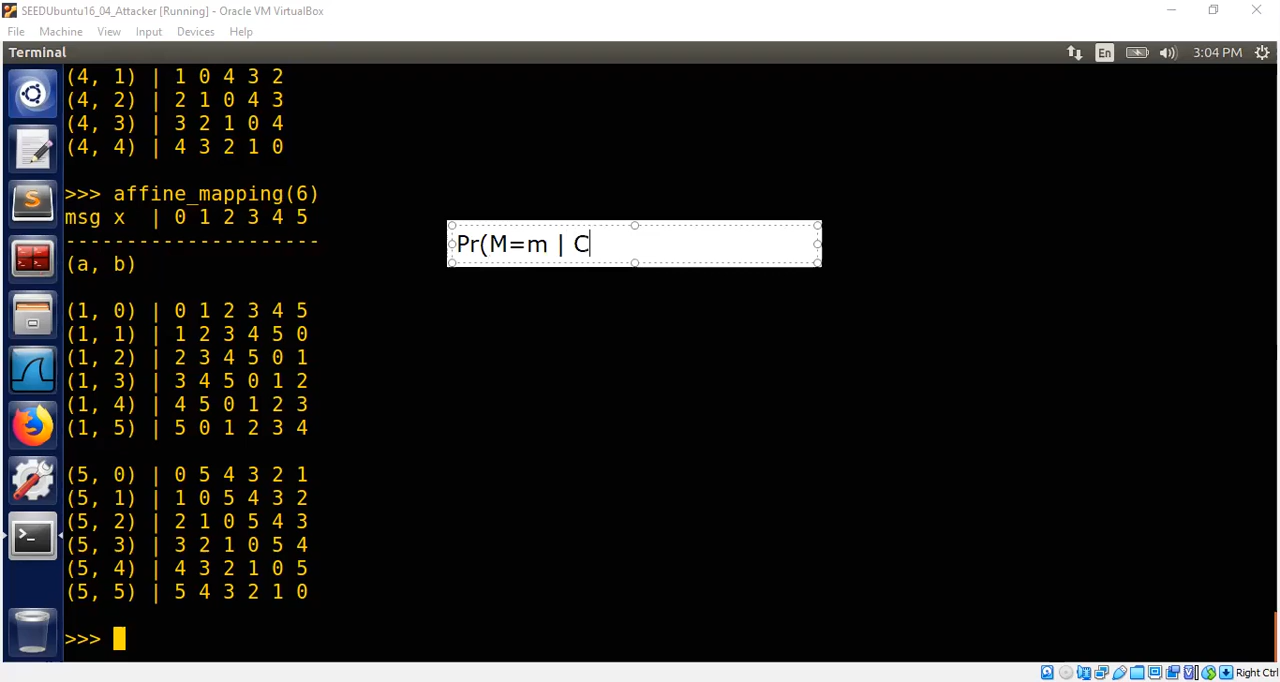 SEEDUbuntu16_04_Attacker [Running] - Oracle VM VirtualBox
File Machine View Input Devices Help
Terminal En 3:04 PM
(4, 1) | 1 0 4 3 2
(4, 2) | 2 1 0 4 3
(4, 3) | 3 2 1 0 4
(4, 4) | 4 3 2 1 0
>>> affine_mapping(6)
msg x | 0 1 2 3 4 5
---------------------
(a, b)
(1, 0) | 0 1 2 3 4 5
(1, 1) | 1 2 3 4 5 0
(1, 2) | 2 3 4 5 0 1
(1, 3) | 3 4 5 0 1 2
(1, 4) | 4 5 0 1 2 3
(1, 5) | 5 0 1 2 3 4
(5, 0) | 0 5 4 3 2 1
(5, 1) | 1 0 5 4 3 2
(5, 2) | 2 1 0 5 4 3
(5, 3) | 3 2 1 0 5 4
(5, 4) | 4 3 2 1 0 5
(5, 5) | 5 4 3 2 1 0
>>>
Pr(M=m | C
Right Ctrl